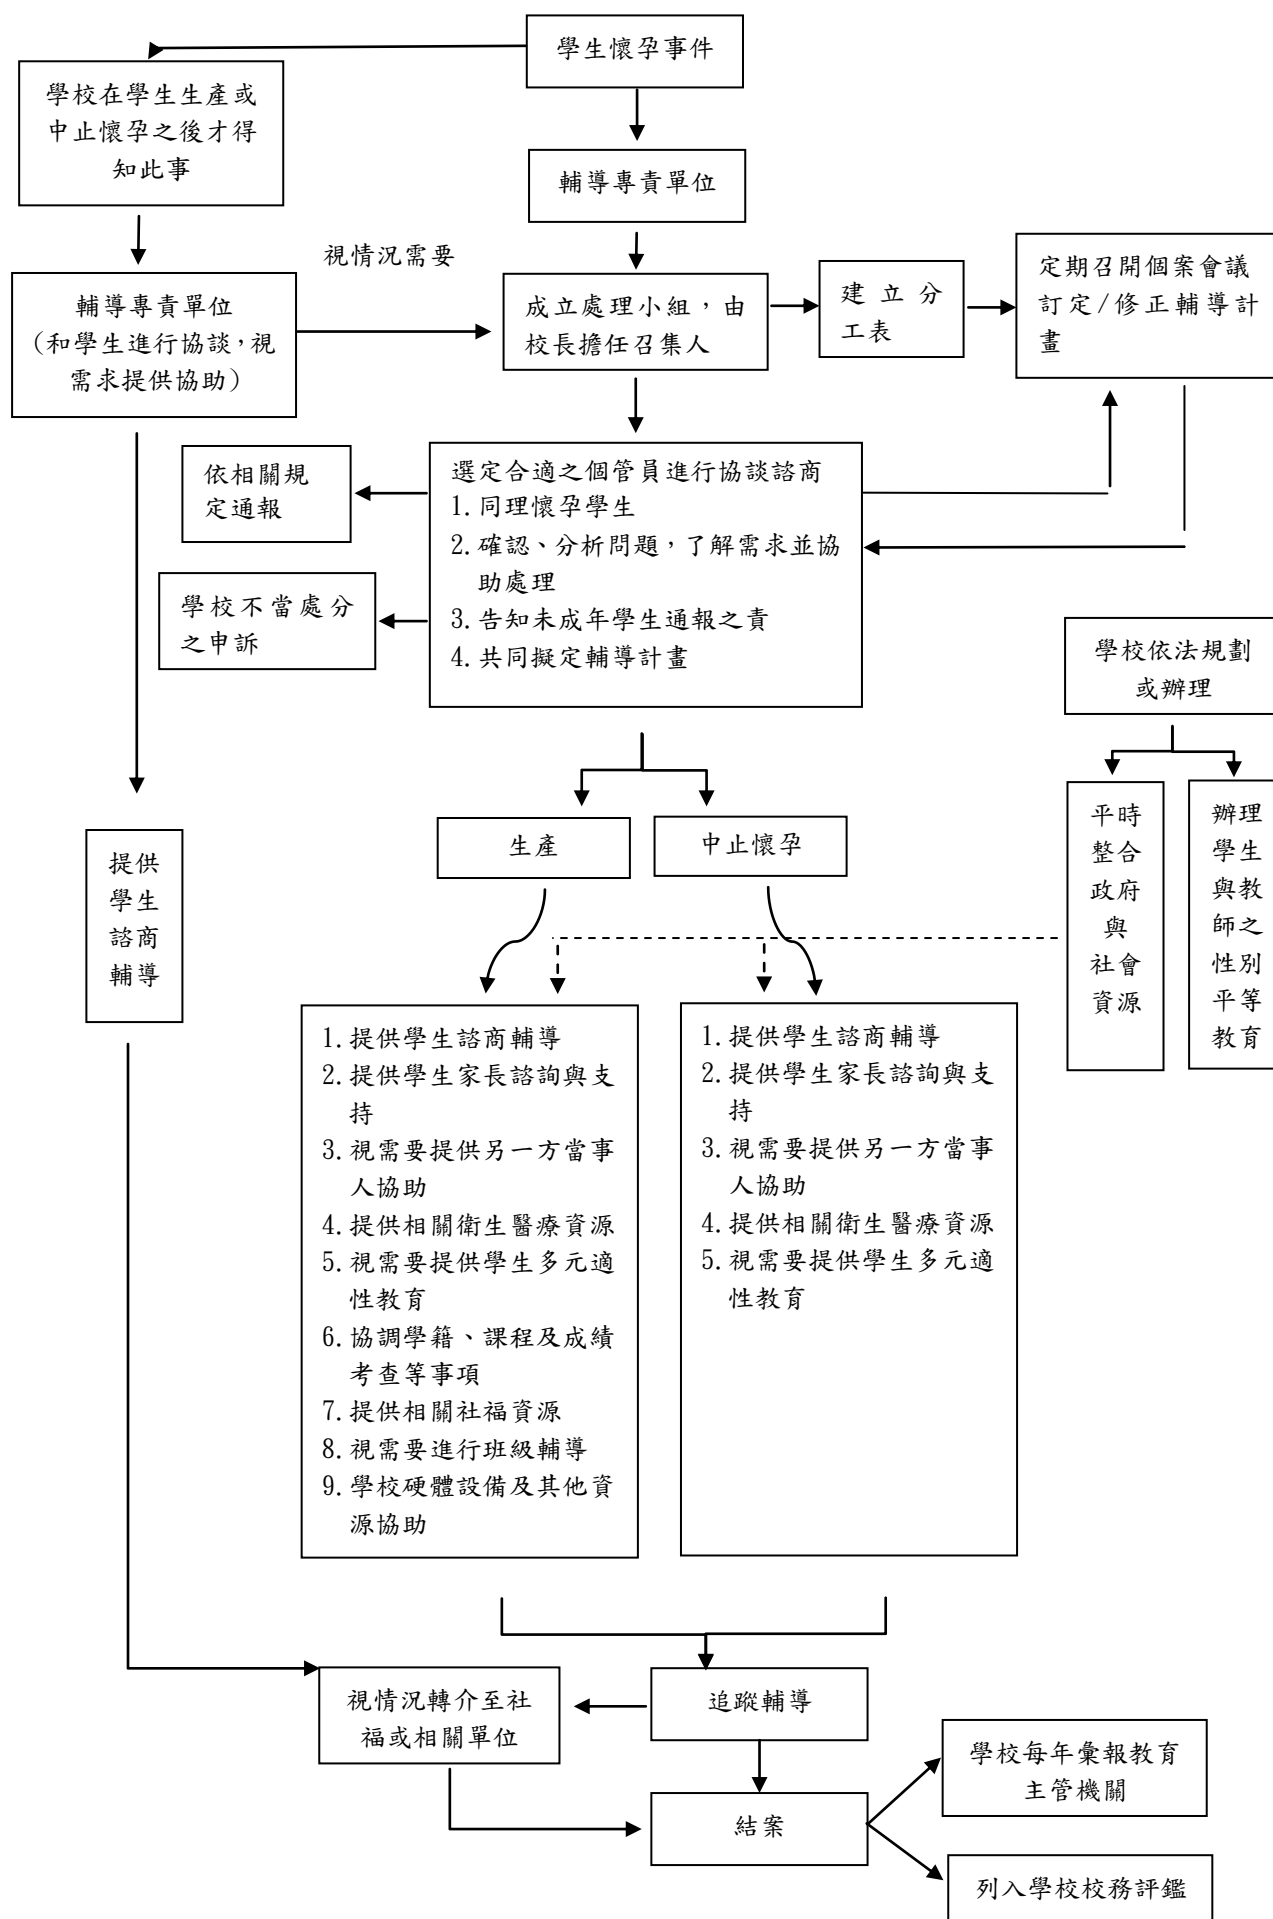 學生懷孕事件
學校在學生生產或
中止懷孕之後才得
知此事
輔導專責單位
視情況需要
輔導專責單位
(和學生進行協談，視
需求提供協助)
成立處理小組，由
校長擔任召集人
建立分
工表
定期召開個案會議
訂定/修正輔導計
畫
依相關規
定通報
選定合適之個管員進行協談諮商
1.同理懷孕學生
2.確認、分析問題，了解需求並協
助處理
3.告知未成年學生通報之責
4.共同擬定輔導計畫
學校不當處分
之申訴
學校依法規劃
或辦理
平時
整合
政府
與
社會
資源
辦理
學生
與教
師之
性別
平等
教育
生產
中止懷孕
提供
學生
諮商
輔導
1.提供學生諮商輔導
2.提供學生家長諮詢與支
持
3.視需要提供另一方當事
人協助
4.提供相關衛生醫療資源
5.視需要提供學生多元適
性教育
6.協調學籍、課程及成績
考查等事項
7.提供相關社福資源
8.視需要進行班級輔導
9.學校硬體設備及其他資
源協助
1.提供學生諮商輔導
2.提供學生家長諮詢與支
持
3.視需要提供另一方當事
人協助
4.提供相關衛生醫療資源
5.視需要提供學生多元適
性教育
視情況轉介至社
福或相關單位
追蹤輔導
結案
學校每年彙報教育
主管機關
列入學校校務評鑑